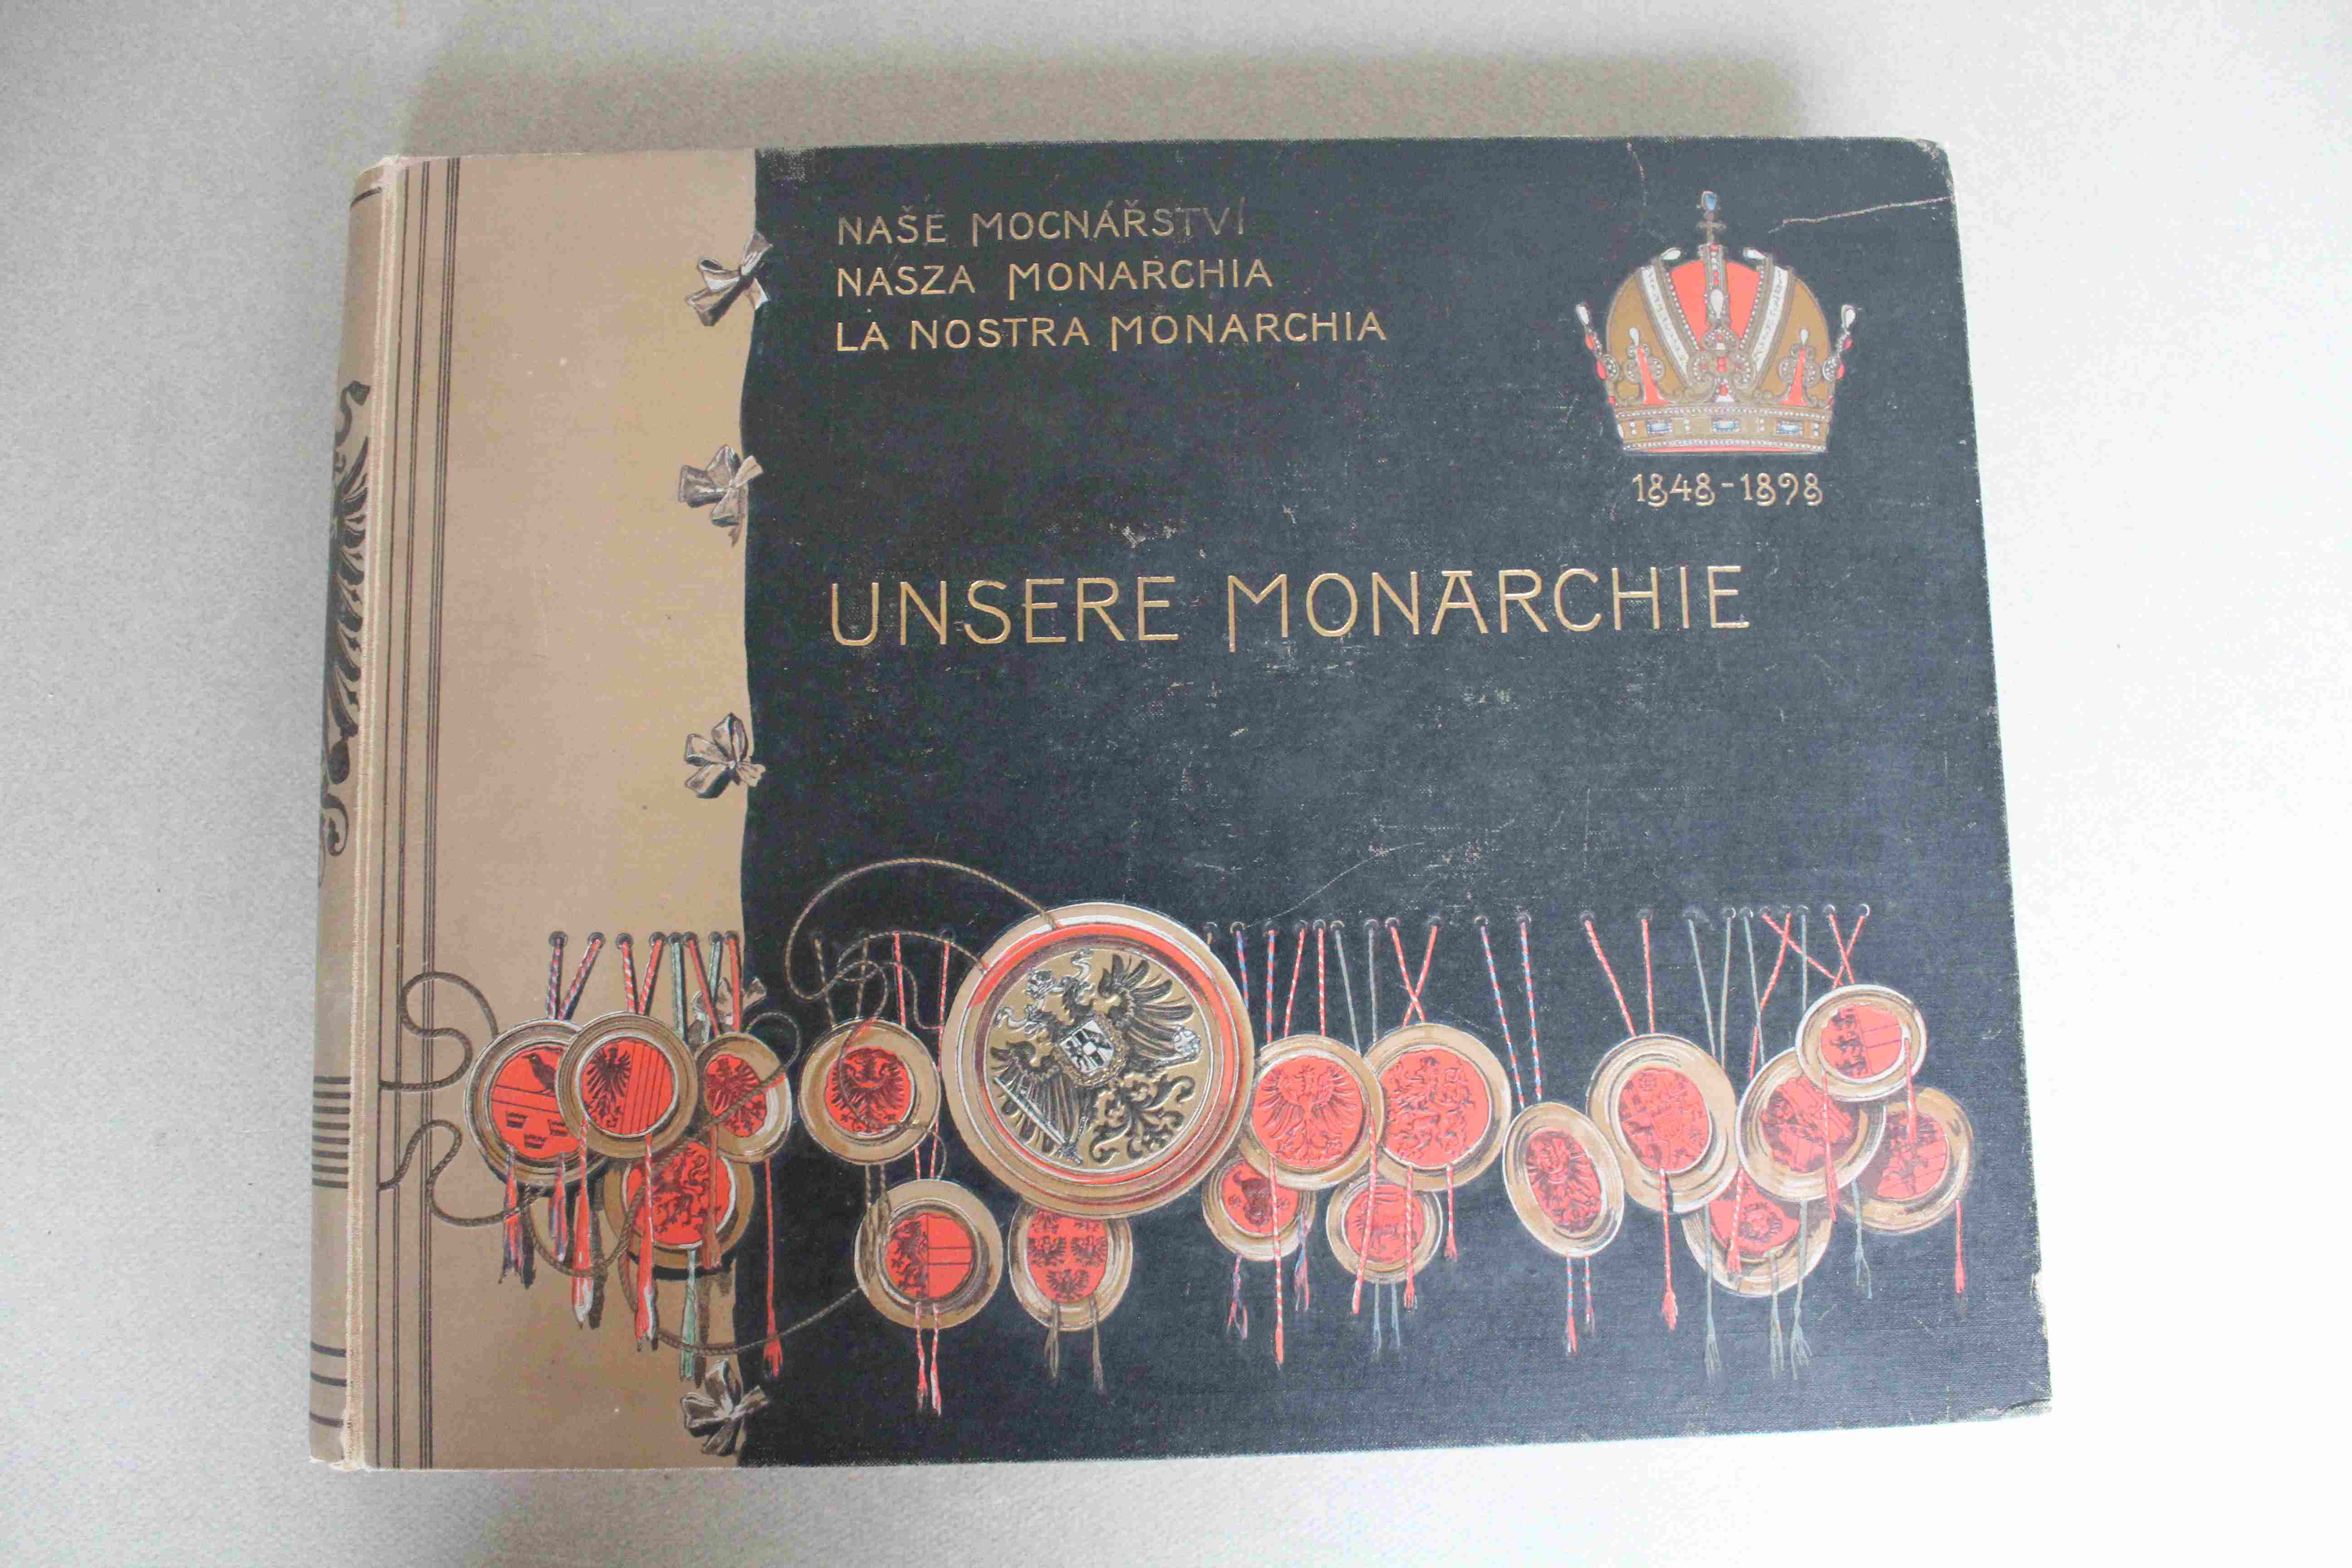 NAŠE MOCNÁŘSTVÍ
NASZA MONARCHIA
LA NOSTRA MONARCHIA
1848-1898
UNSERE MONARCHIE